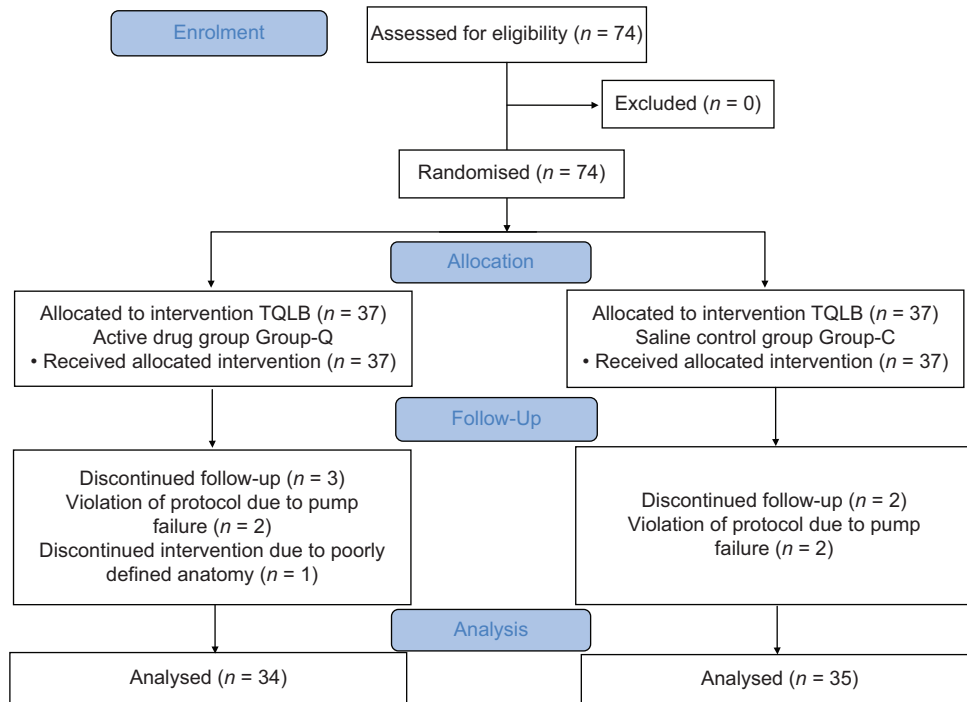 Enrolment
Assessed for eligibility (n = 74)
Excluded (n = 0)
Randomised (n = 74)
Allocation
Allocated to intervention TQLB (n = 37)
Active drug group Group-Q
• Received allocated intervention (n = 37)
Allocated to intervention TQLB (n = 37)
Saline control group Group-C
• Received allocated intervention (n = 37)
Follow-Up
Discontinued follow-up (n = 3)
Violation of protocol due to pump
failure (n = 2)
Discontinued intervention due to poorly
defined anatomy (n = 1)
Discontinued follow-up (n = 2)
Violation of protocol due to pump
failure (n = 2)
Analysis
Analysed (n = 34)
Analysed (n = 35)